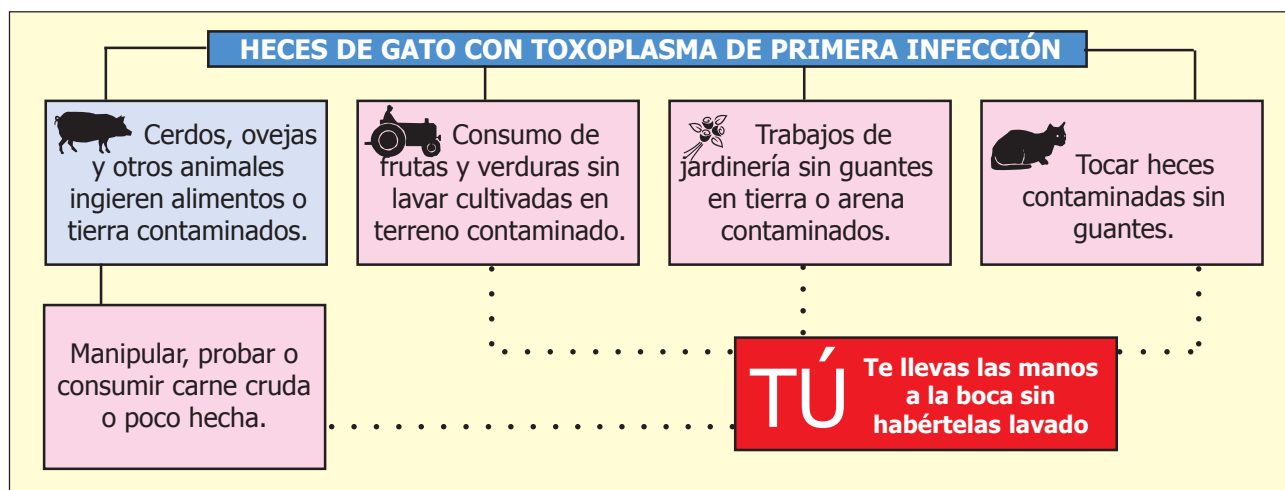 HECES DE GATO CON TOXOPLASMA DE PRIMERA INFECCIÓN
Cerdos, ovejas
y otros animales
ingieren alimentos o
tierra contaminados.
Consumo de
frutas y verduras sin
lavar cultivadas en
terreno contaminado.
Trabajos de
jardinería sin guantes
en tierra o arena
contaminados.
Tocar heces
contaminadas sin
guantes.
Manipular, probar o
consumir carne cruda
o poco hecha.
TÚ
Te llevas las manos
a la boca sin
habértelas lavado